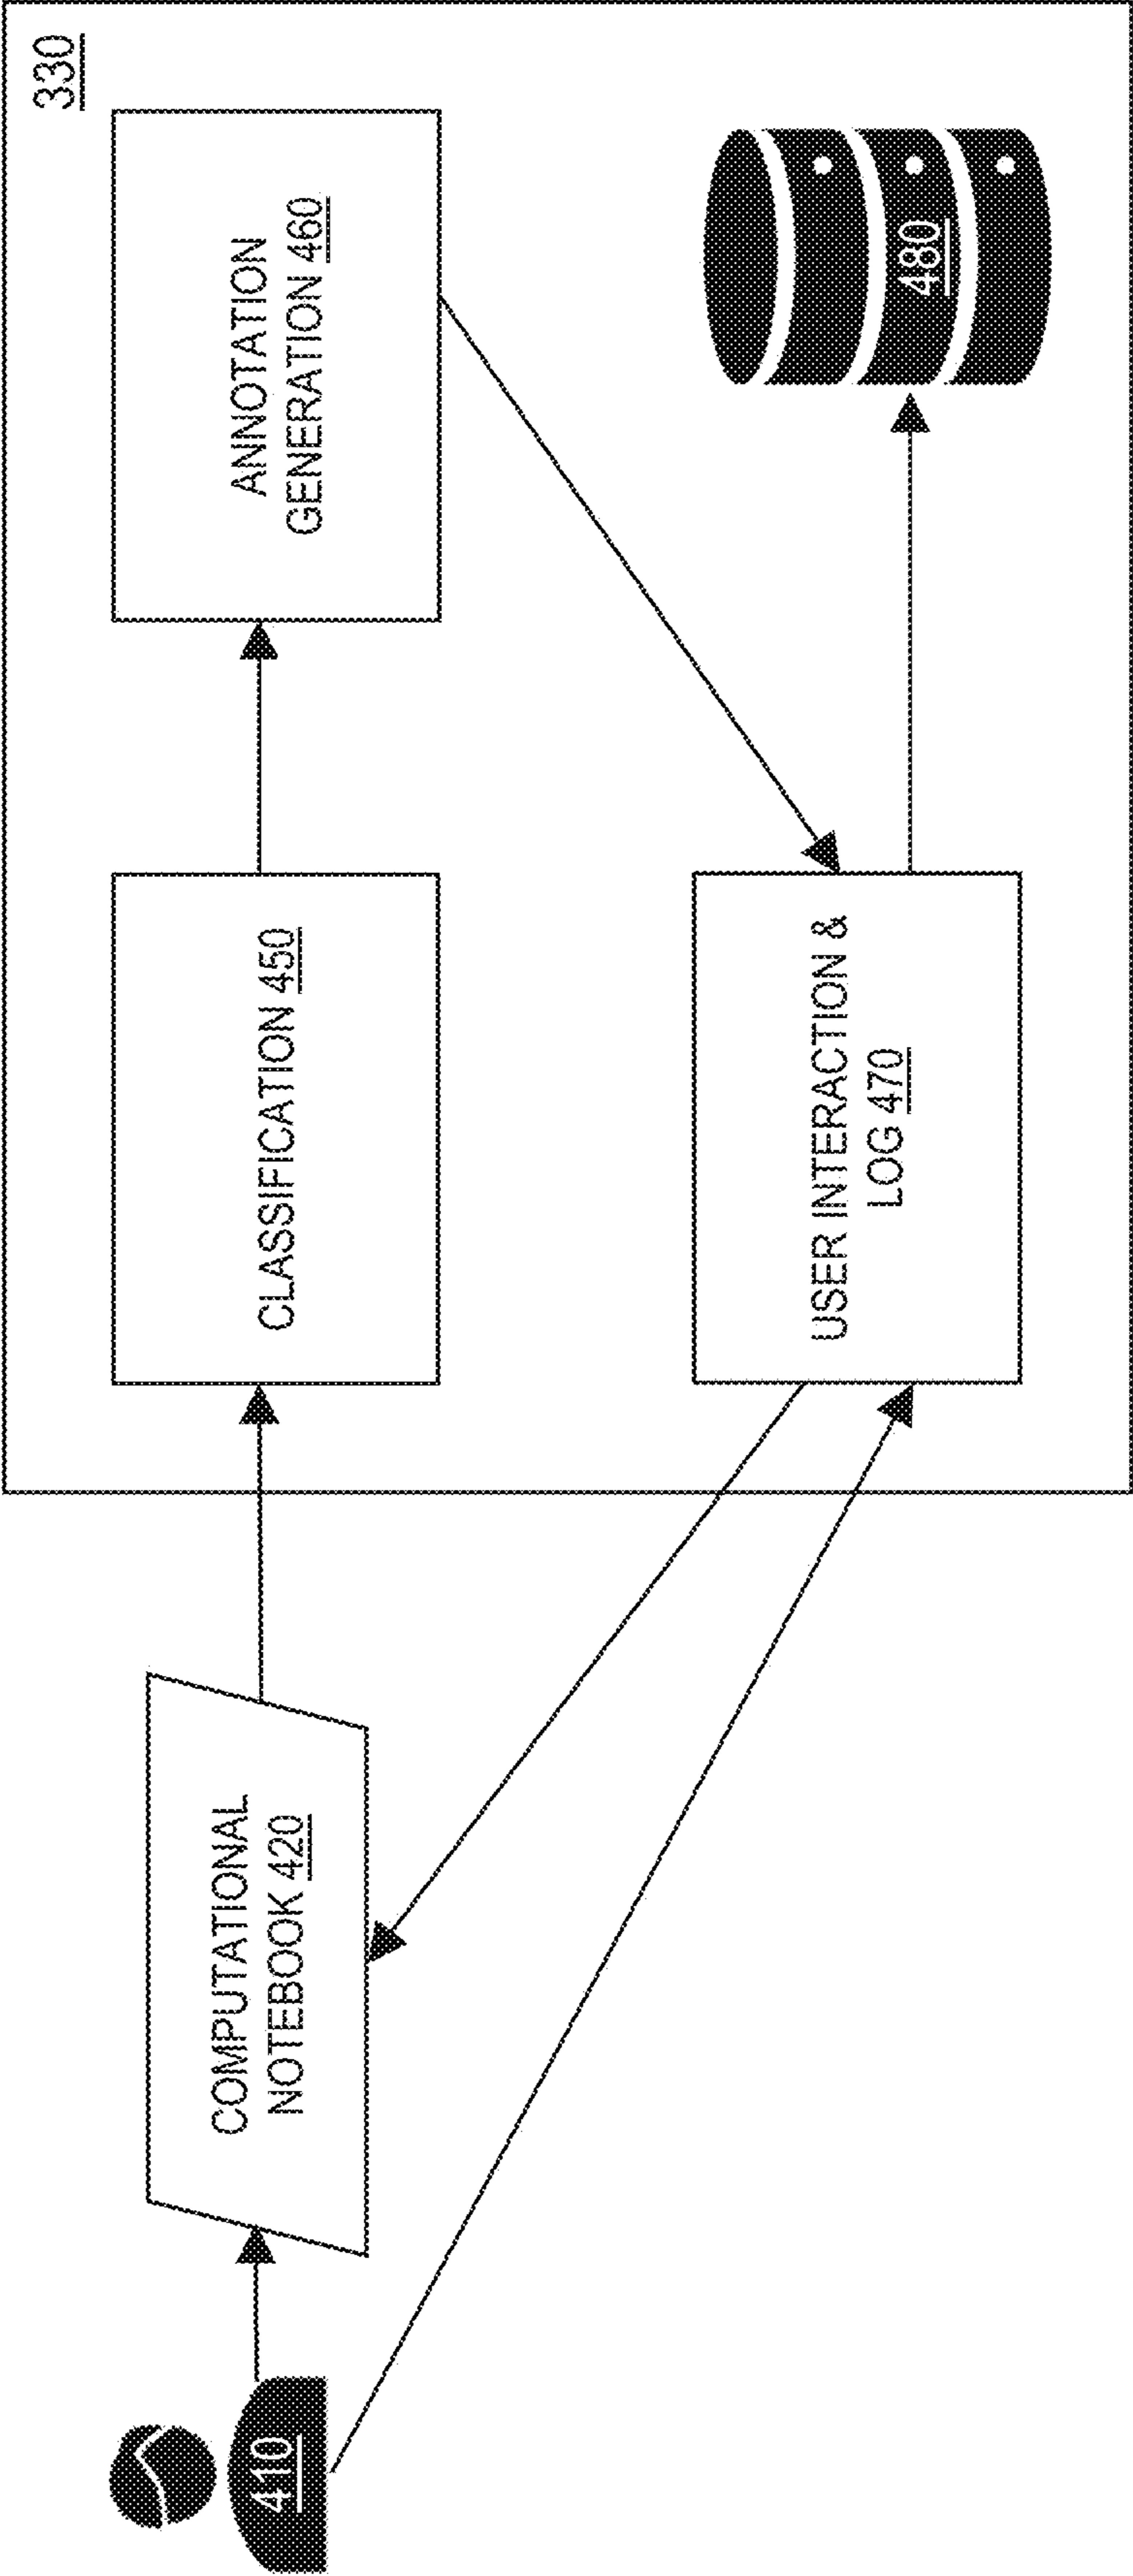 330
410
COMPUTATIONAL
NOTEBOOK 420
CLASSIFICATION 450
ANNOTATION
GENERATION 460
USER INTERACTION &
LOG 470
480